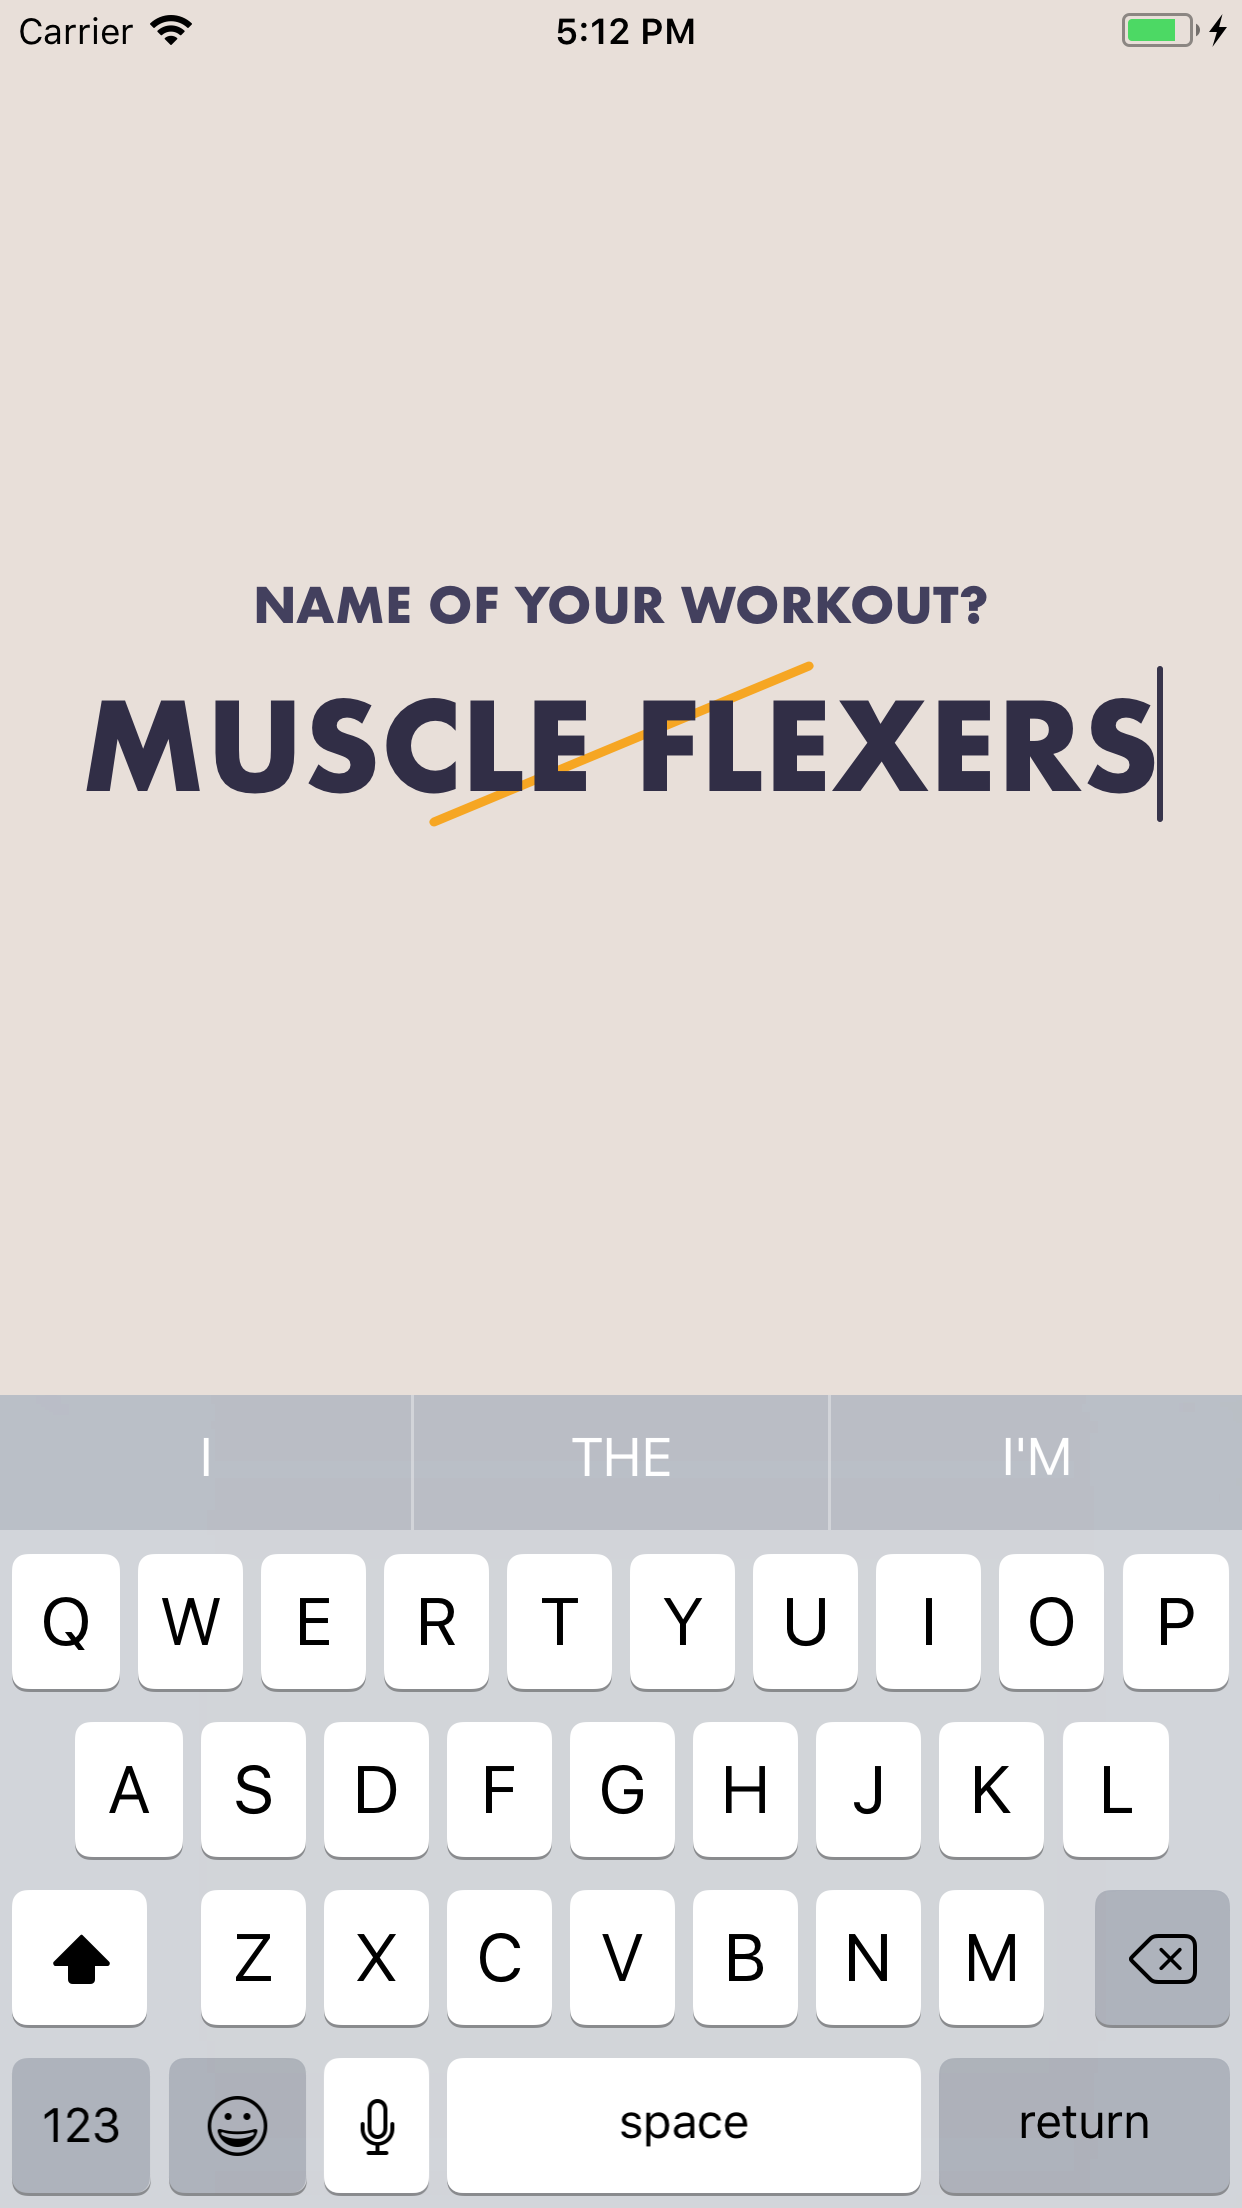 Carrier 5:12 PM
NAME OF YOUR WORKOUT?
MUSCLE FLEXERS
I THE I'M
Q W E R T Y U I O P
A S D F G H J K L
Z X C V B N M
123 space return